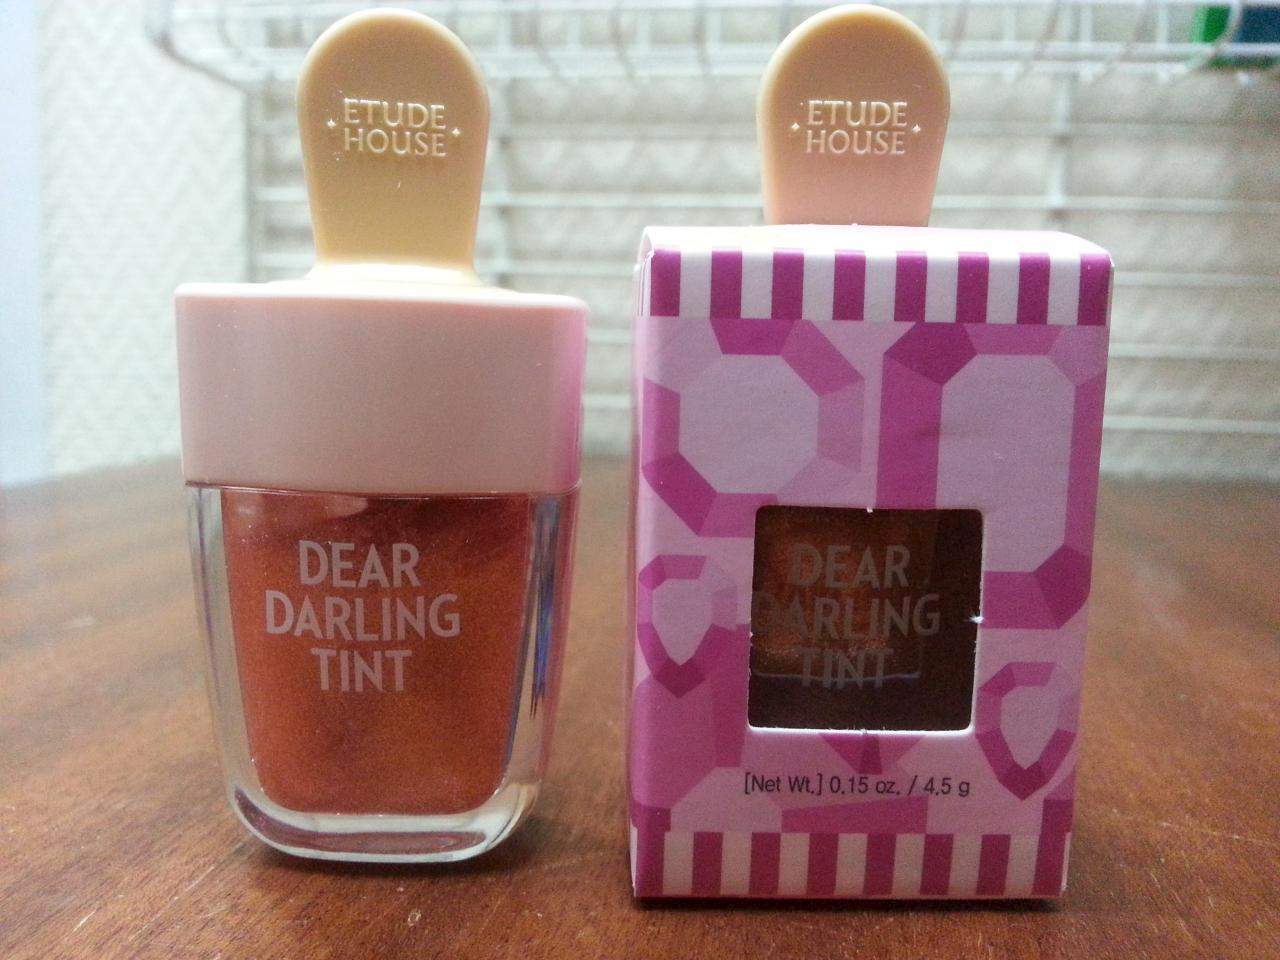 ETUDE
HOUSE
DEAR
DARLING
TINT
ETUDE
HOUSE
DEAR
DARLING
TINT
[Net Wt.] 0.15 oz. / 4.5 g